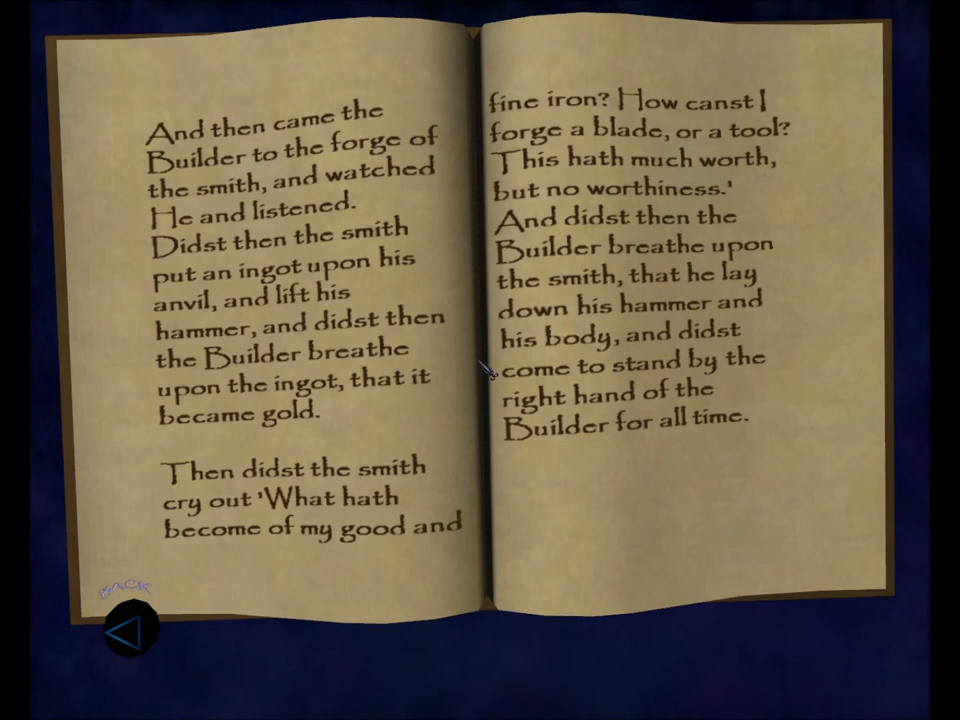 And then came the
Builder to the forge of
the smith, and watched
He and listened.
Didst then the smith
put an ingot upon his
anvil, and lift his
hammer, and didst then
the Builder breathe
upon the ingot, that it
became gold.
Then didst the smith
cry out 'What hath
become of my good and
fine iron? How canst I
forge a blade, or a tool?
This hath much worth,
but no worthiness.'
And didst then the
Builder breathe upon
the smith, that he lay
down his hammer and
his body, and didst
come to stand by the
right hand of the
Builder for all time.
BACK